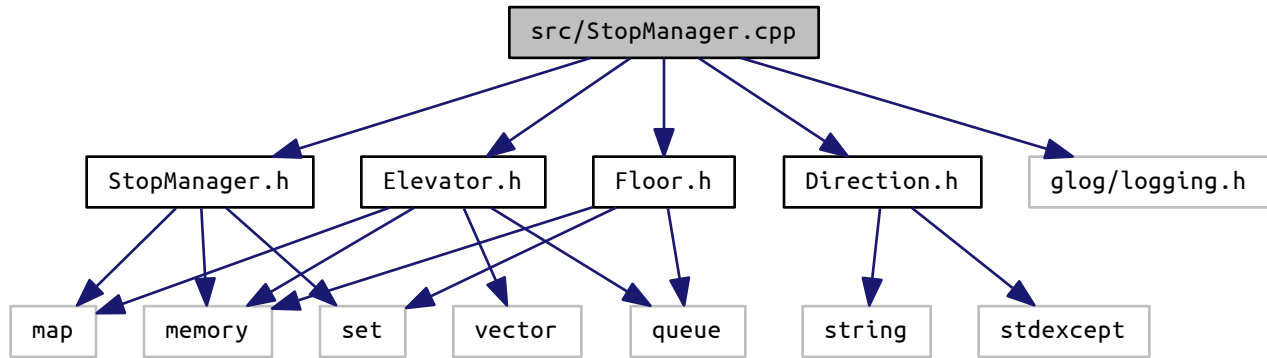 src/StopManager.cpp
StopManager.h
Elevator.h
Floor.h
Direction.h
glog/logging.h
map
memory
set
vector
queue
string
stdexcept